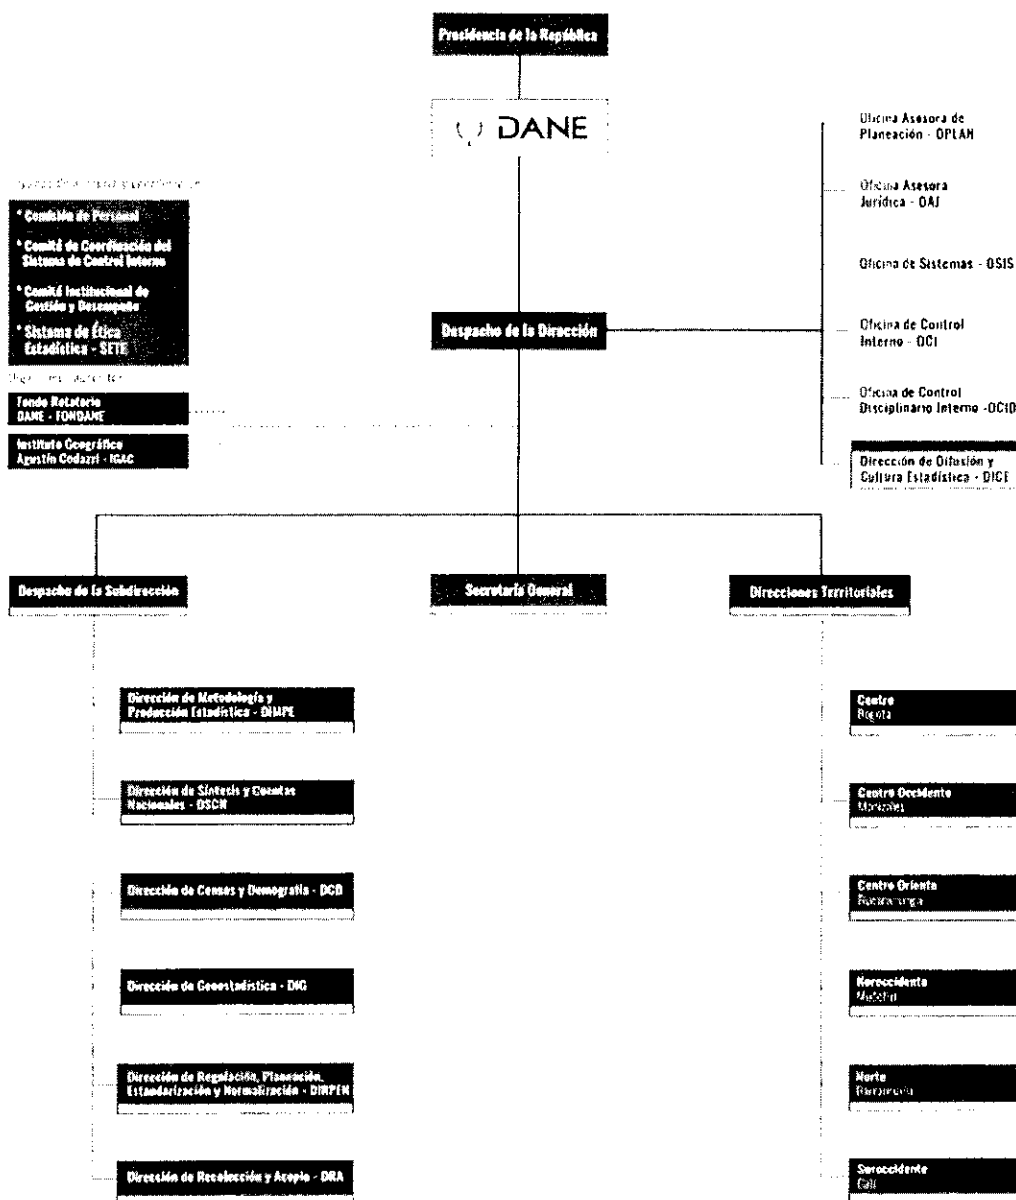 Presidencia de la República
DANE
Oficina Asesora de
Planeación - OPLAN
Oficina Asesora
Jurídica - OAJ
Oficina de Sistemas - OSIS
Oficina de Control
Interno - OCI
Oficina de Control
Disciplinario Interno -OCID
Dirección de Difusión y
Cultura Estadística - DICE
* Comisión de Personal
* Comité de Coordinación del
Sistema de Control Interno
* Comité Institucional de
Gestión y Desempeño
* Sistema de Ética
Estadística - SETE
Despacho de la Dirección
Fondo Rotatorio
DANE - FONDANE
Instituto Geográfico
Agustín Codazzi - IGAC
Despacho de la Subdirección
Secretaría General
Direcciones Territoriales
Dirección de Metodología y
Producción Estadística - DIMPE
Dirección de Síntesis y Cuentas
Nacionales - DSCN
Dirección de Censos y Demografía - DCD
Dirección de Geoestadística - DIG
Dirección de Regulación, Planeación,
Estandarización y Normalización - DIRPEN
Dirección de Recolección y Acopio - DRA
Centro
Bogotá
Centro Occidente
Manizales
Centro Oriente
Bucaramanga
Noroccidente
Medellín
Norte
Barranquilla
Suroccidente
Cali